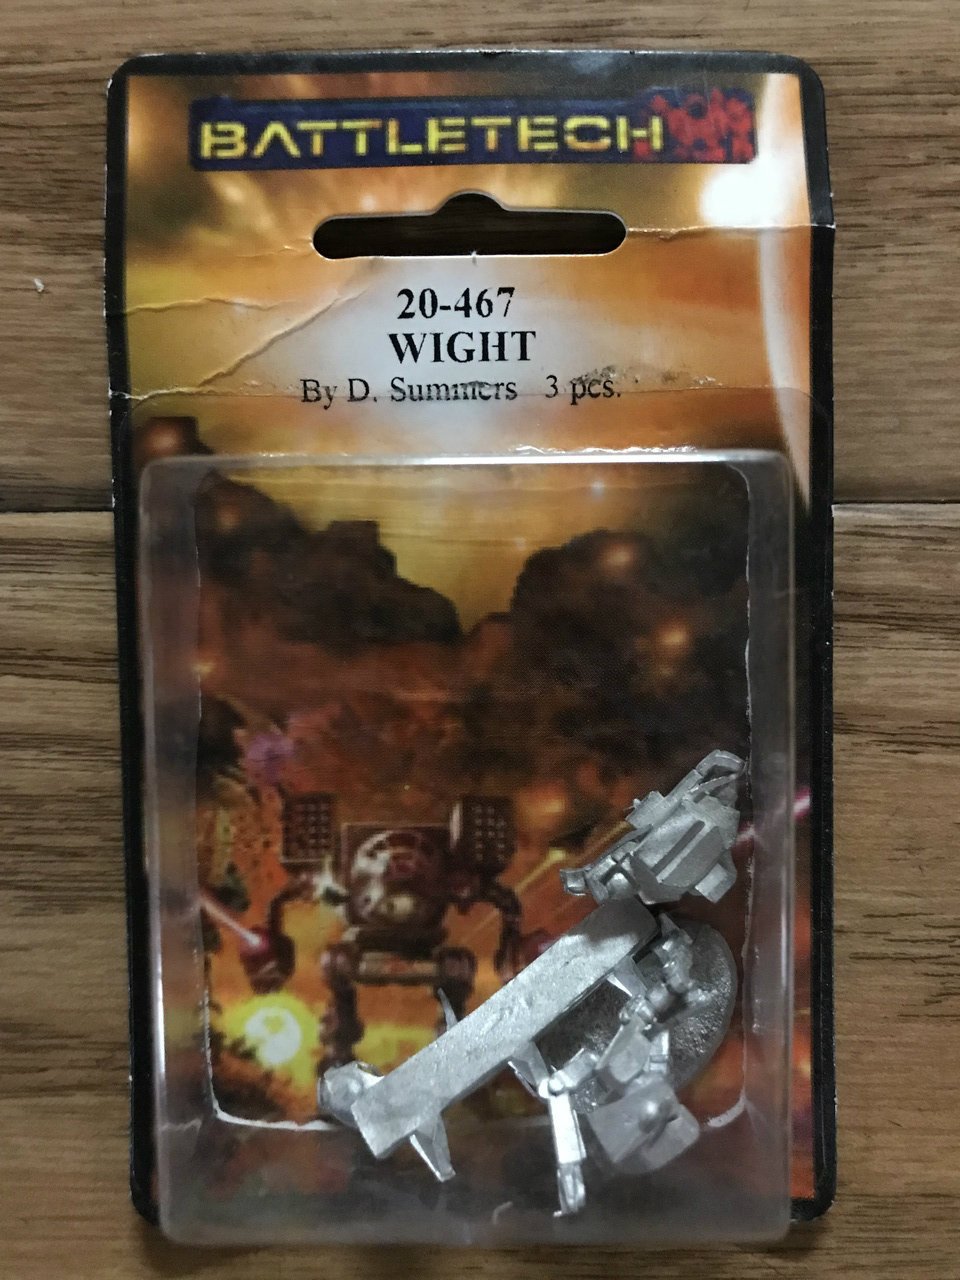 BATTLETECH
20-467
WIGHT
By D. Summers 3 pcs.